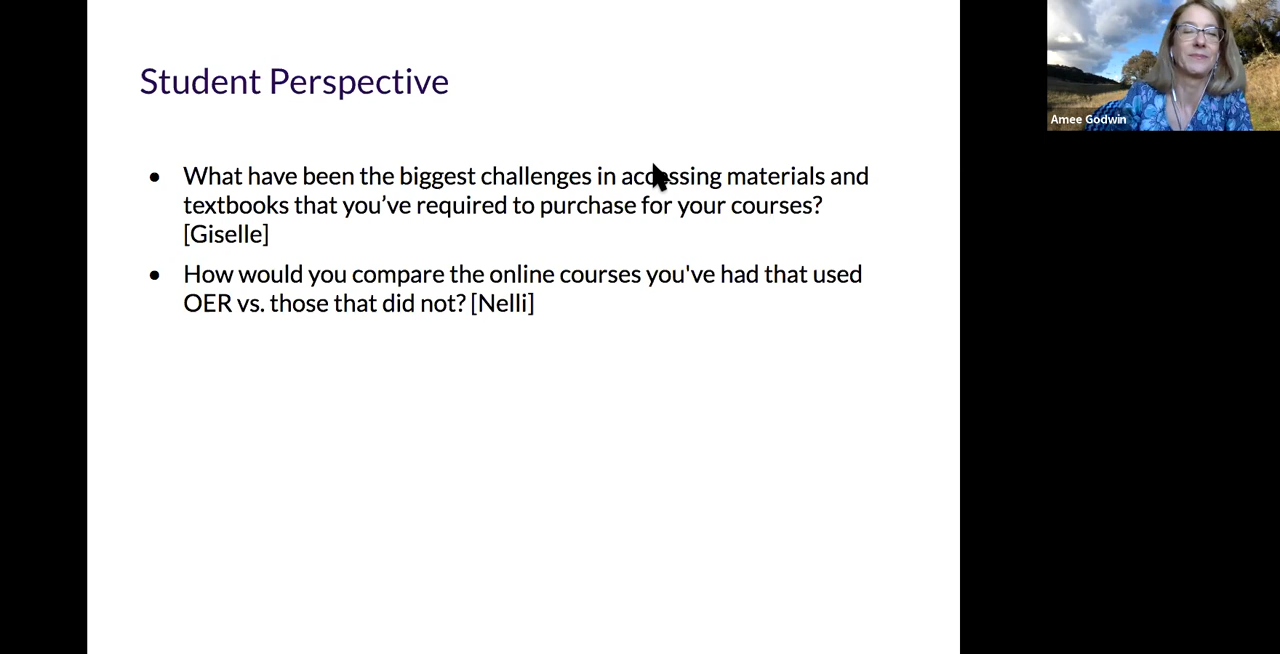 Student Perspective
• What have been the biggest challenges in accessing materials and
textbooks that you’ve required to purchase for your courses?
[Giselle]
• How would you compare the online courses you've had that used
OER vs. those that did not? [Nelli]
Amee Godwin